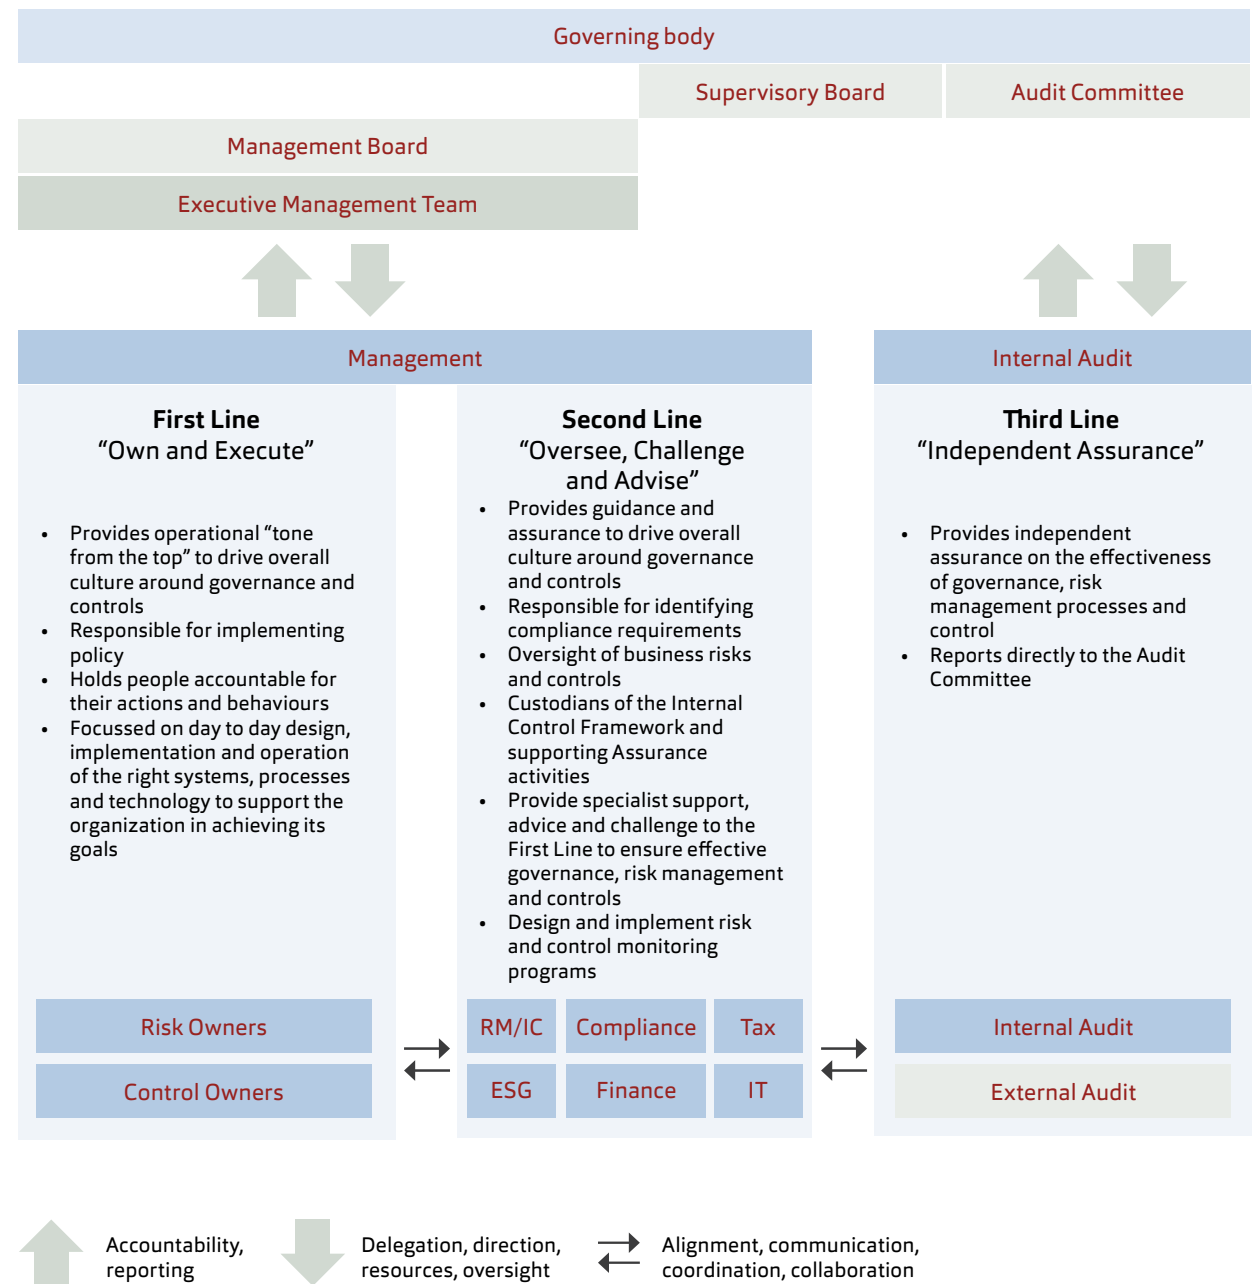 Governing body
Supervisory Board
Audit Committee
Management Board
Executive Management Team
Management
Internal Audit
First Line
“Own and Execute”
• Provides operational “tone
from the top” to drive overall
culture around governance and
controls
• Responsible for implementing
policy
• Holds people accountable for
their actions and behaviours
• Focussed on day to day design,
implementation and operation
of the right systems, processes
and technology to support the
organization in achieving its
goals
Risk Owners
Control Owners
Second Line
“Oversee, Challenge
and Advise”
• Provides guidance and
assurance to drive overall
culture around governance
and controls
• Responsible for identifying
compliance requirements
• Oversight of business risks
and controls
• Custodians of the Internal
Control Framework and
supporting Assurance
activities
• Provide specialist support,
advice and challenge to the
First Line to ensure effective
governance, risk management
and controls
• Design and implement risk
and control monitoring
programs
RM/IC
Compliance
Tax
ESG
Finance
IT
Third Line
“Independent Assurance”
• Provides independent
assurance on the effectiveness
of governance, risk
management processes and
control
• Reports directly to the Audit
Committee
Internal Audit
External Audit
Accountability,
reporting
Delegation, direction,
resources, oversight
Alignment, communication,
coordination, collaboration